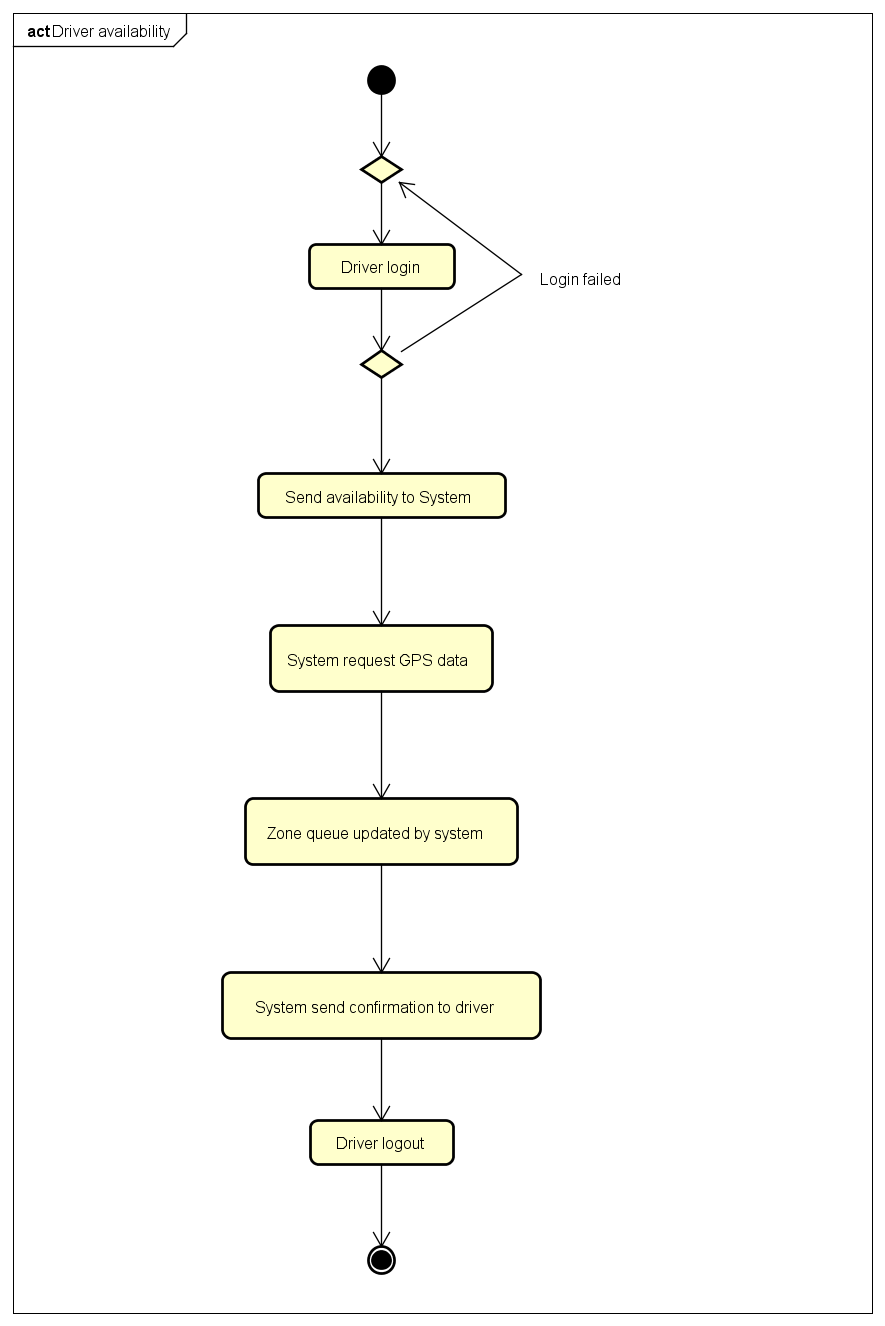 act Driver availability
Driver login
Login failed
Send availability to System
System request GPS data
Zone queue updated by system
System send confirmation to driver
Driver logout